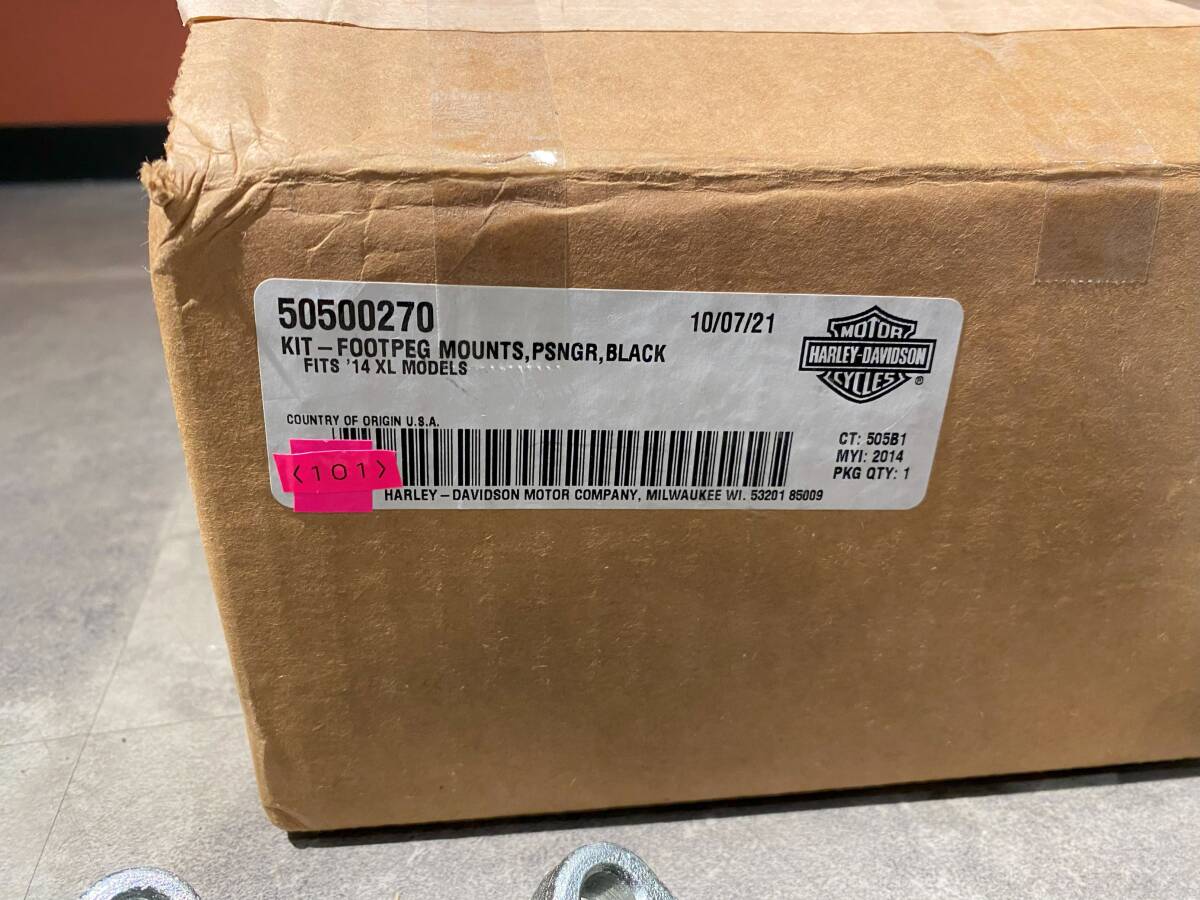 50500270
10/07/21
KIT-FOOTPEG MOUNTS,PSNGR,BLACK
FITS '14 XL MODELS
MOTOR
HARLEY-DAVIDSON
CYCLES
®
COUNTRY OF ORIGIN U.S.A.
CT: 505B1
MYI: 2014
PKG QTY: 1
<101>
HARLEY-DAVIDSON MOTOR COMPANY, MILWAUKEE WI. 53201 85009